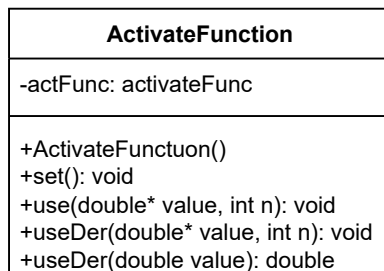 ActivateFunction
-actFunc: activateFunc
+ActivateFunctuon()
+set(): void
+use(double* value, int n): void
+useDer(double* value, int n): void
+useDer(double value): double